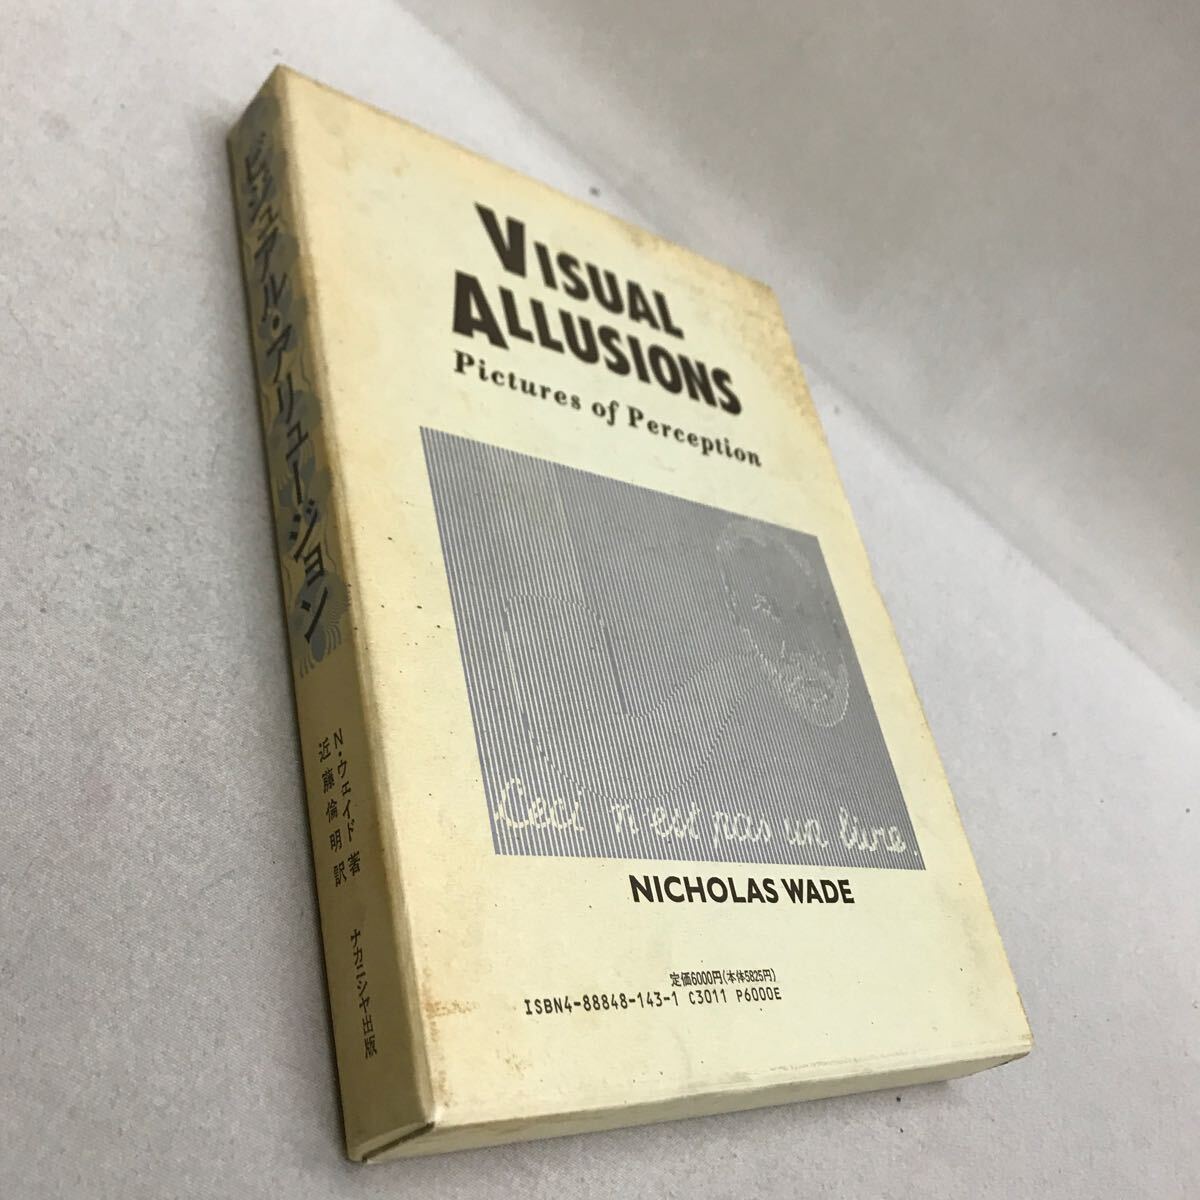 ビジュアル・アリュージョン
N・ウェイド著
近藤倫明訳
ナカニシヤ出版
VISUAL
ALLUSIONS
Pictures of Perception
Ceci n'est pas un livre.
NICHOLAS WADE
定価6000円(本体5825円)
ISBN4-88848-143-1 C3011 P6000E